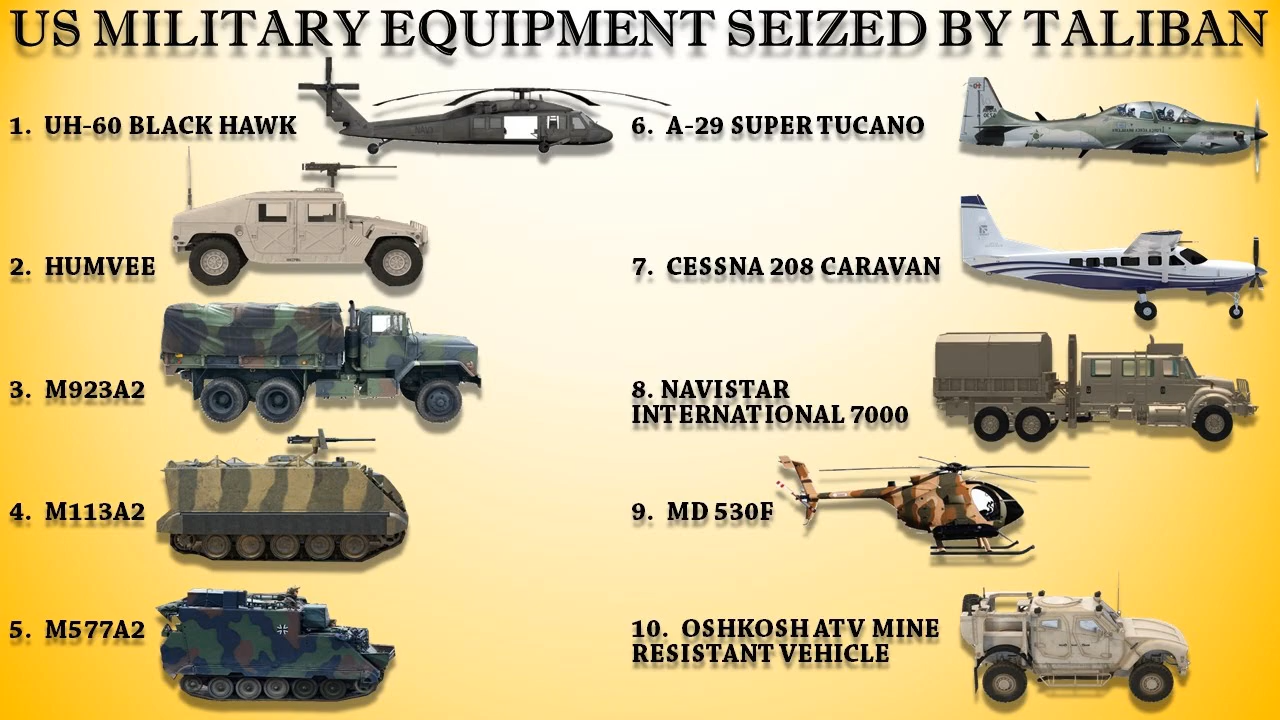 US MILITARY EQUIPMENT SEIZED BY TALIBAN
1. UH-60 BLACK HAWK
2. HUMVEE
3. M923A2
4. M113A2
5. M577A2
6. A-29 SUPER TUCANO
7. CESSNA 208 CARAVAN
8. NAVISTAR
INTERNATIONAL 7000
9. MD 530F
10. OSHKOSH ATV MINE
RESISTANT VEHICLE